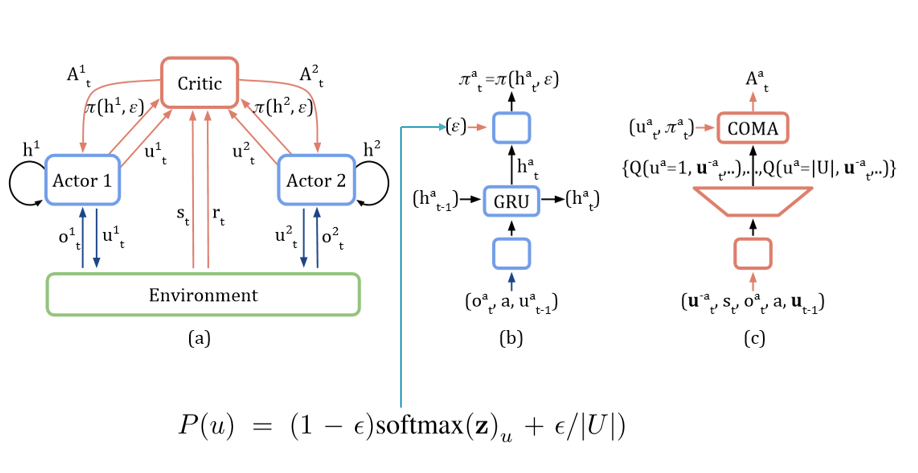 A¹ₜ
Critic
A²ₜ
π(h¹, ε)
π(h², ε)
h¹
u¹ₜ
u²ₜ
h²
Actor 1
Actor 2
o¹ₜ
u¹ₜ
sₜ
rₜ
u²ₜ
o²ₜ
Environment
(a)
πᵃₜ=π(hᵃₜ, ε)
(ε)
hᵃₜ
(hᵃₜ₋₁)
GRU
(hᵃₜ)
(oᵃₜ, a, uᵃₜ₋₁)
(b)
Aᵃₜ
(uᵃₜ, πᵃₜ)
COMA
{Q(uᵃ=1, u⁻ᵃₜ,..),...,Q(uᵃ=|U|, u⁻ᵃₜ,..)}
(u⁻ᵃₜ, sₜ, oᵃₜ, a, uₜ₋₁)
(c)
P(u) = (1 − ϵ)softmax(z)ᵤ + ϵ/|U|)